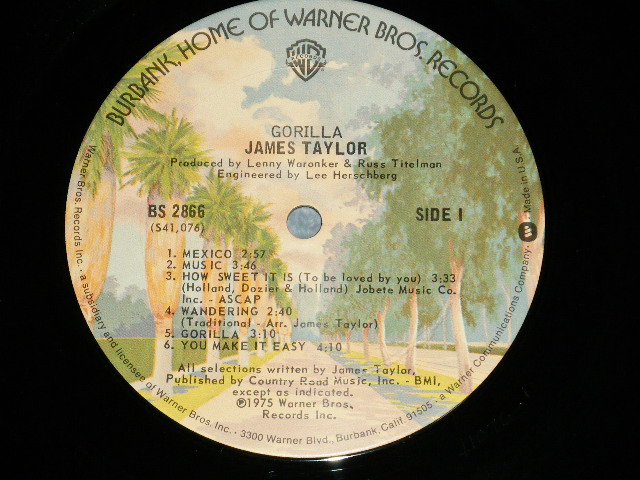 BURBANK, HOME OF WARNER BROS. RECORDS
GORILLA
JAMES TAYLOR
Produced by Lenny Waronker & Russ Titelman
Engineered by Lee Herschberg
BS 2866
(S41,076)
SIDE 1
1. MEXICO 2:57
2. MUSIC 3:46
3. HOW SWEET IT IS (To be loved by you) 3:33
(Holland, Dozier & Holland) Jobete Music Co.
Inc. - ASCAP
4. WANDERING 2:40
(Traditional - Arr. James Taylor)
5. GORILLA 3:10
6. YOU MAKE IT EASY 4:10
All selections written by James Taylor,
Published by Country Road Music, Inc. - BMI,
except as indicated.
℗1975 Warner Bros.
Records Inc.
Warner Bros. Records Inc. · a subsidiary and licensee of Warner Bros. Inc. · 3300 Warner Blvd., Burbank, Calif. 91505 · a Warner Communications Company · Made in U.S.A.